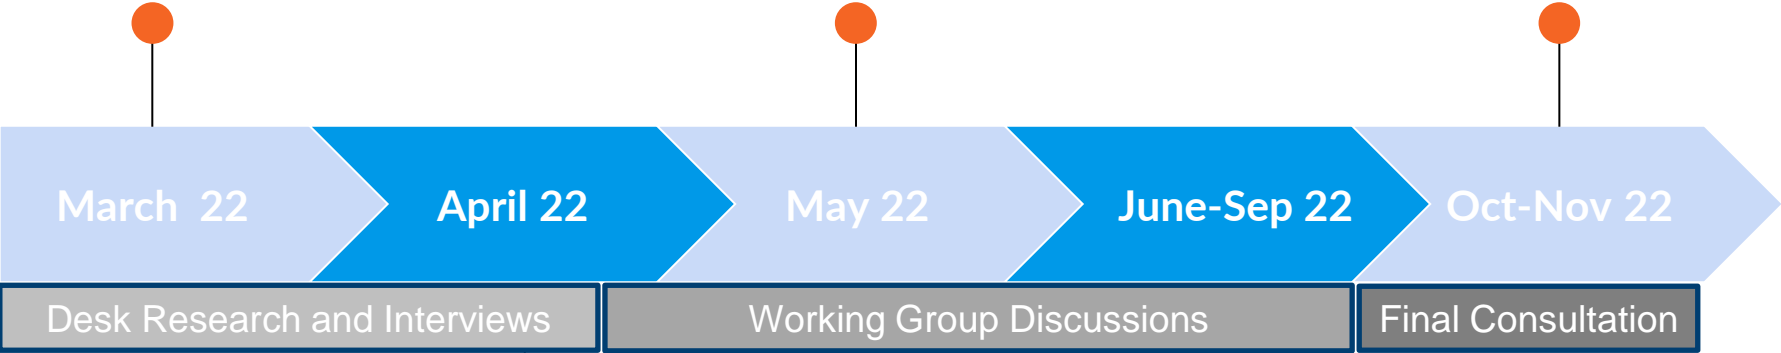 March 22
April 22
May 22
June-Sep 22
Oct-Nov 22
Desk Research and Interviews
Working Group Discussions
Final Consultation